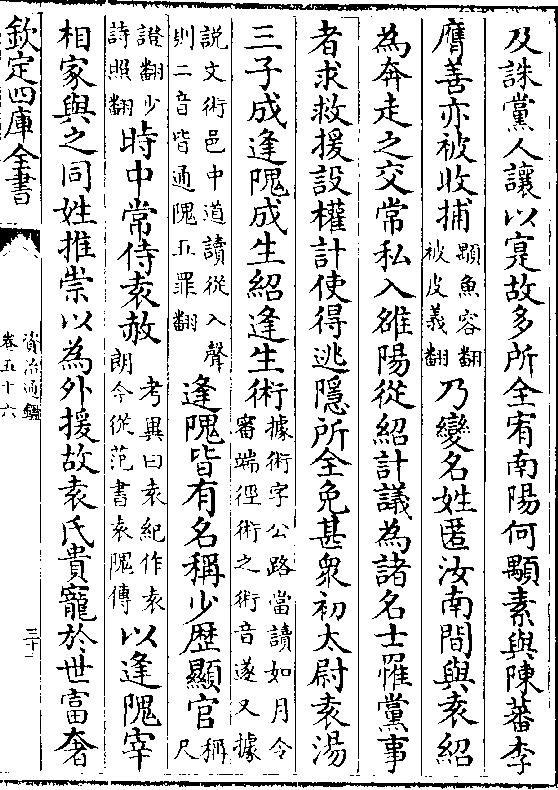 及誅黨人讓以寔故多所全宥南陽何顒素與陳蕃李
膺善亦被收捕顒魚容翻被皮義翻乃變名姓匿汝南間與袁紹
為奔走之交常私入雒陽從紹計議為諸名士罹黨事
者求救援設權計使得逃隱所全免甚衆初太尉袁湯
三子成逢隗成生紹逢生術據術字公路當讀如月令審端徑術之術音遂又據
說文術邑中道讀從入聲則二音皆通隗五罪翻逢隗皆有名稱少歴顯官稱尺
證翻少詩照翻時中常侍袁赦考異曰袁紀作袁朗今從范書袁隗傳以逢隗宰
相家與之同姓推崇以為外援故袁氏貴寵於世富奢
欽定四庫全書
資治通鑑
卷五十六
三十一